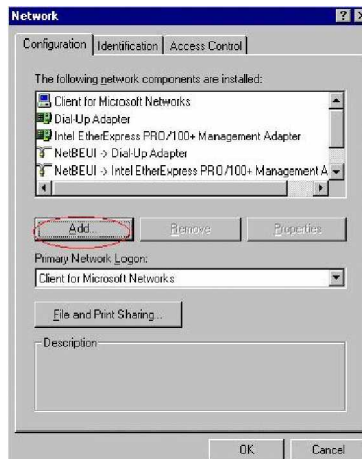 Network
Configuration Identification Access Control
The following network components are installed:
Client for Microsoft Networks
Dial-Up Adapter
Intel EtherExpress PRO/100+ Management Adapter
NetBEUI -> Dial-Up Adapter
NetBEUI -> Intel EtherExpress PRO/100+ Management A
Add... Remove Properties
Primary Network Logon:
Client for Microsoft Networks
File and Print Sharing...
Description
OK Cancel